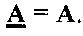 A = A.